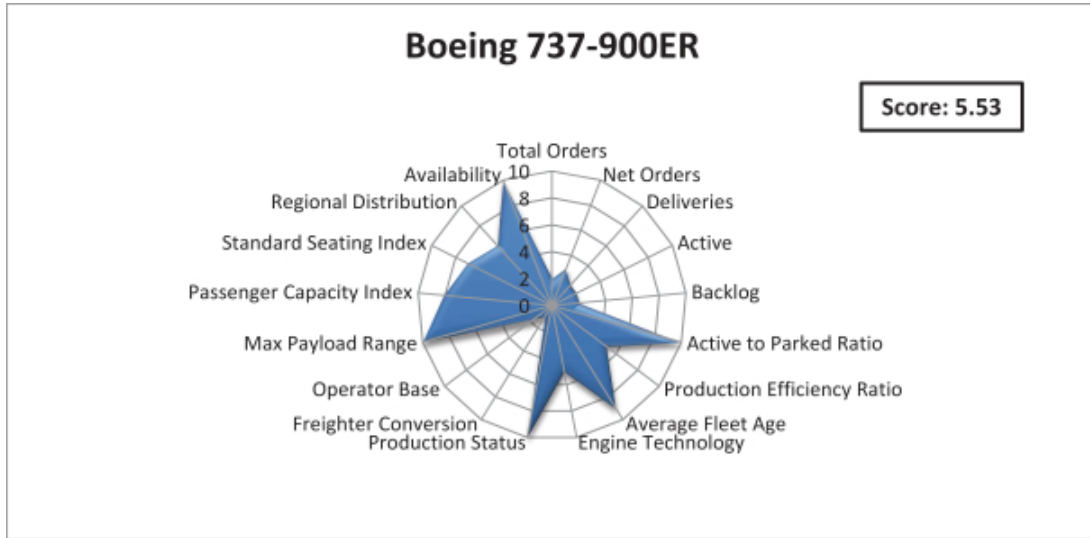 Boeing 737-900ER
Score: 5.53
Total Orders
Net Orders
Deliveries
Active
Backlog
Active to Parked Ratio
Production Efficiency Ratio
Average Fleet Age
Engine Technology
Production Status
Freighter Conversion
Operator Base
Max Payload Range
Passenger Capacity Index
Standard Seating Index
Regional Distribution
Availability
10
8
6
4
2
0